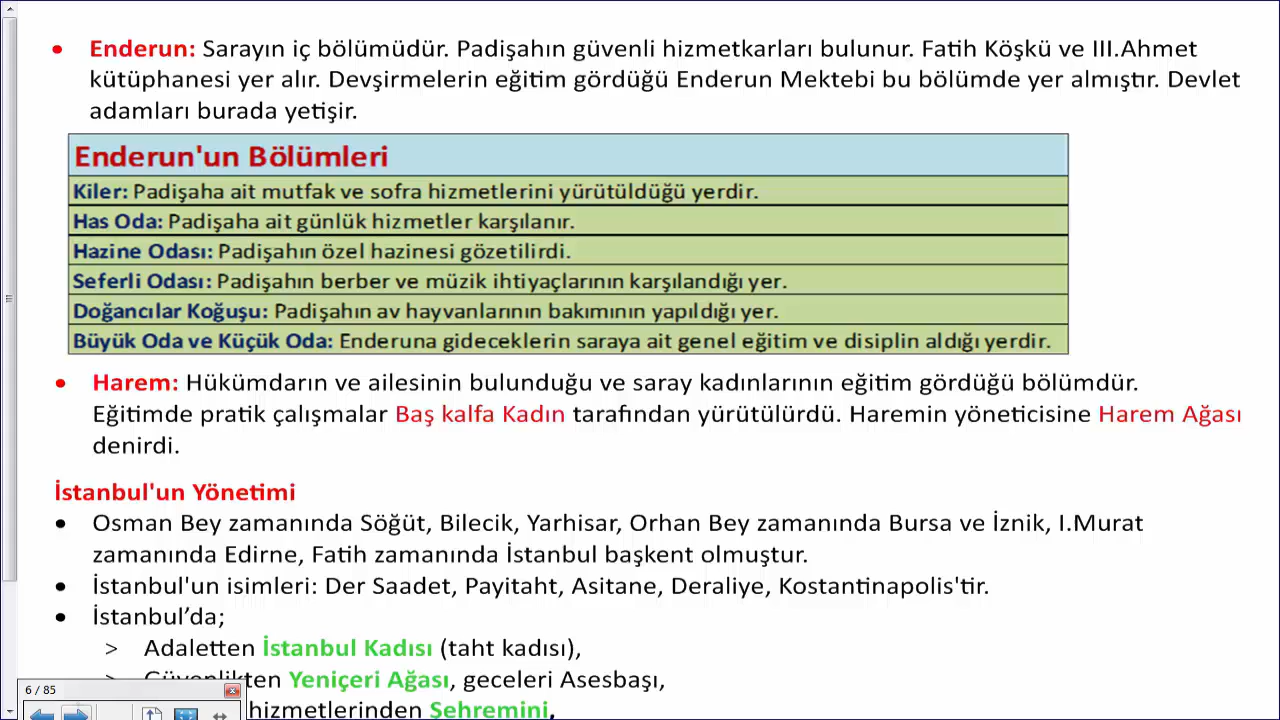 • Enderun: Sarayın iç bölümüdür. Padişahın güvenli hizmetkarları bulunur. Fatih Köşkü ve III.Ahmet
kütüphanesi yer alır. Devşirmelerin eğitim gördüğü Enderun Mektebi bu bölümde yer almıştır. Devlet
adamları burada yetişir.
Enderun'un Bölümleri
Kiler: Padişaha ait mutfak ve sofra hizmetlerini yürütüldüğü yerdir.
Has Oda: Padişaha ait günlük hizmetler karşılanır.
Hazine Odası: Padişahın özel hazinesi gözetilirdi.
Seferli Odası: Padişahın berber ve müzik ihtiyaçlarının karşılandığı yer.
Doğancılar Koğuşu: Padişahın av hayvanlarının bakımının yapıldığı yer.
Büyük Oda ve Küçük Oda: Enderuna gideceklerin saraya ait genel eğitim ve disiplin aldığı yerdir.
• Harem: Hükümdarın ve ailesinin bulunduğu ve saray kadınlarının eğitim gördüğü bölümdür.
Eğitimde pratik çalışmalar Baş kalfa Kadın tarafından yürütülürdü. Haremin yöneticisine Harem Ağası
denirdi.
İstanbul'un Yönetimi
• Osman Bey zamanında Söğüt, Bilecik, Yarhisar, Orhan Bey zamanında Bursa ve İznik, I.Murat
zamanında Edirne, Fatih zamanında İstanbul başkent olmuştur.
• İstanbul'un isimleri: Der Saadet, Payitaht, Asitane, Deraliye, Kostantinapolis'tir.
• İstanbul’da;
> Adaletten İstanbul Kadısı (taht kadısı),
> Güvenlikten Yeniçeri Ağası, geceleri Asesbaşı,
hizmetlerinden Şehremini,
6 / 85